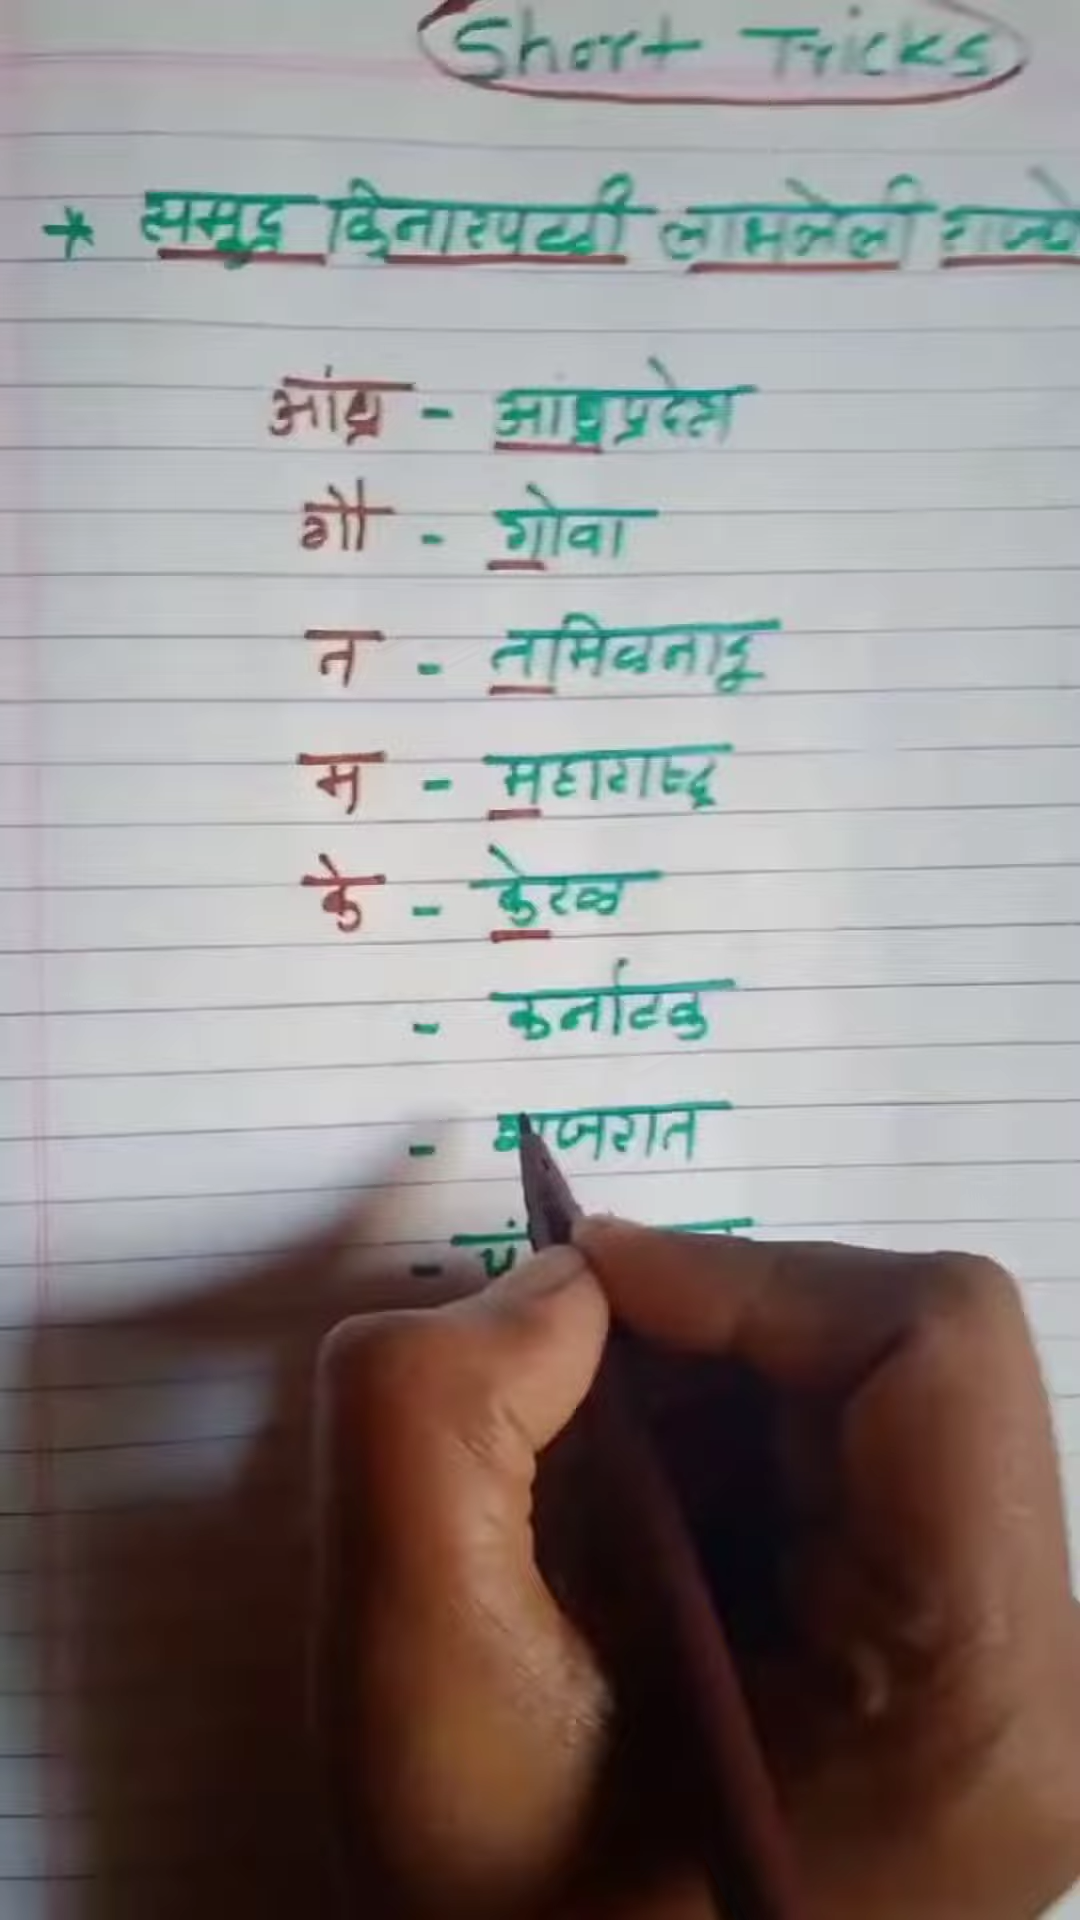 Short Tricks
* समुद्र किनारपट्टी लाभलेली राज्ये
आंध्र - आंध्रप्रदेश
गौ - गोवा
त - तमिळनाडू
म - महाराष्ट्र
के - केरळ
- कर्नाटक
- गुजरात
- पं